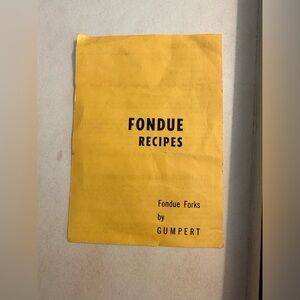 FONDUE
RECIPES
Fondue Forks
by
GUMPERT